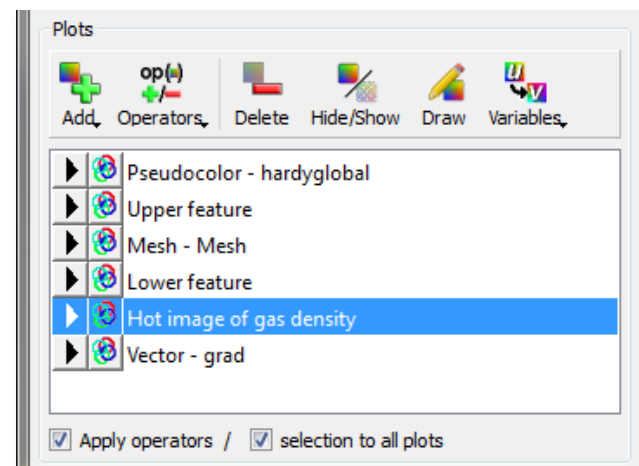 Plots
op(=)
+/-
u
v
Add Operators Delete Hide/Show Draw Variables
Pseudocolor - hardyglobal
Upper feature
Mesh - Mesh
Lower feature
Hot image of gas density
Vector - grad
Apply operators / selection to all plots